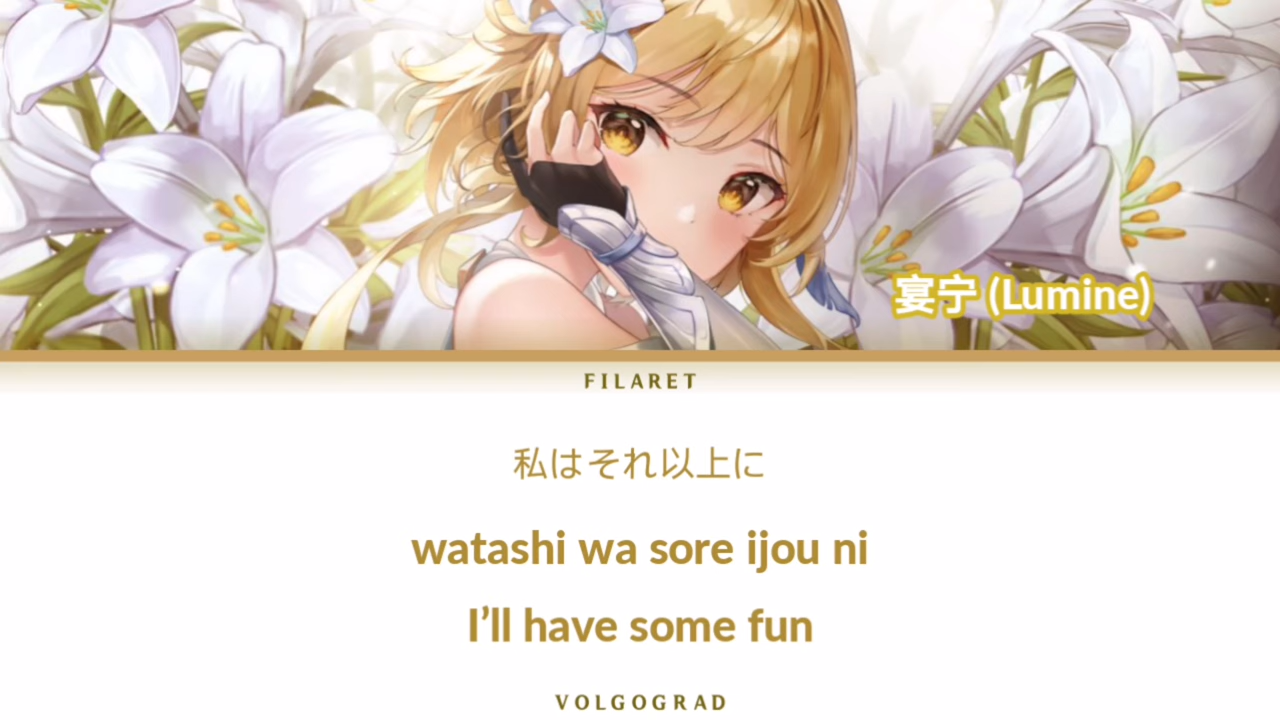 宴宁 (Lumine)
FILARET
私はそれ以上に
watashi wa sore ijou ni
I’ll have some fun
VOLGOGRAD